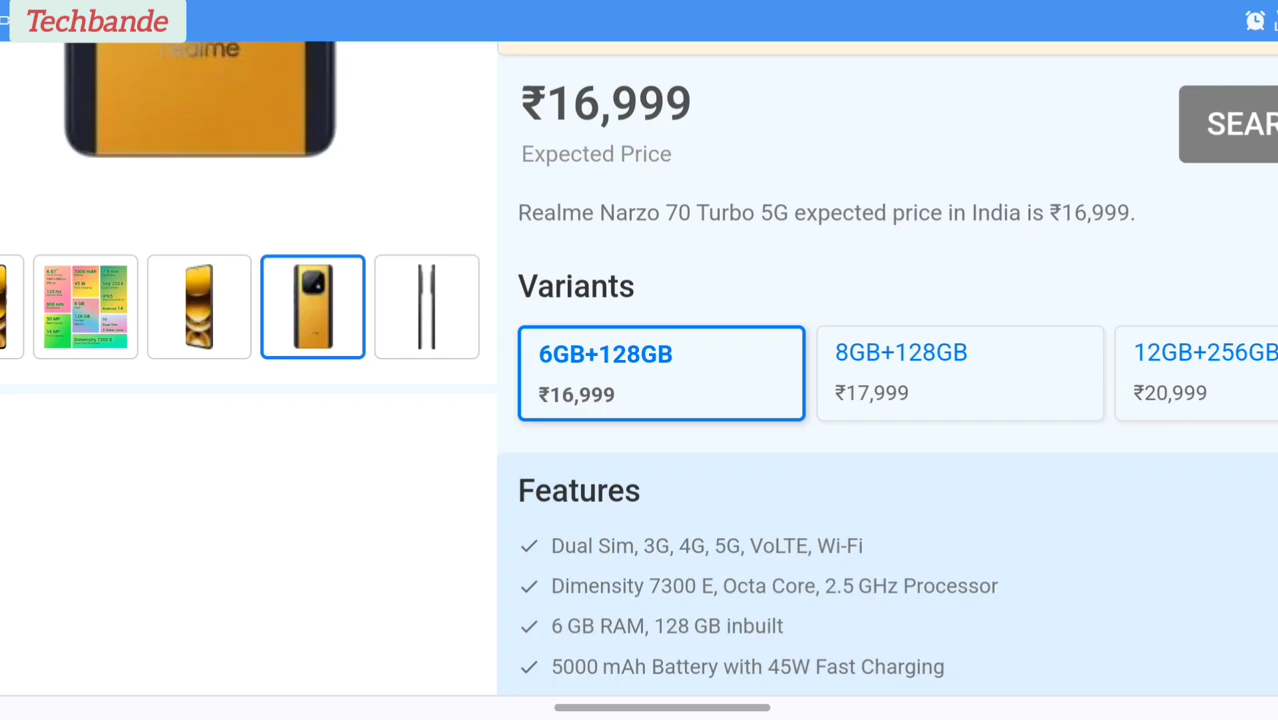 Techbande
realme
₹16,999
SEAR
Expected Price
Realme Narzo 70 Turbo 5G expected price in India is ₹16,999.
Variants
6GB+128GB
₹16,999
8GB+128GB
₹17,999
12GB+256GB
₹20,999
Features
Dual Sim, 3G, 4G, 5G, VoLTE, Wi-Fi
Dimensity 7300 E, Octa Core, 2.5 GHz Processor
6 GB RAM, 128 GB inbuilt
5000 mAh Battery with 45W Fast Charging